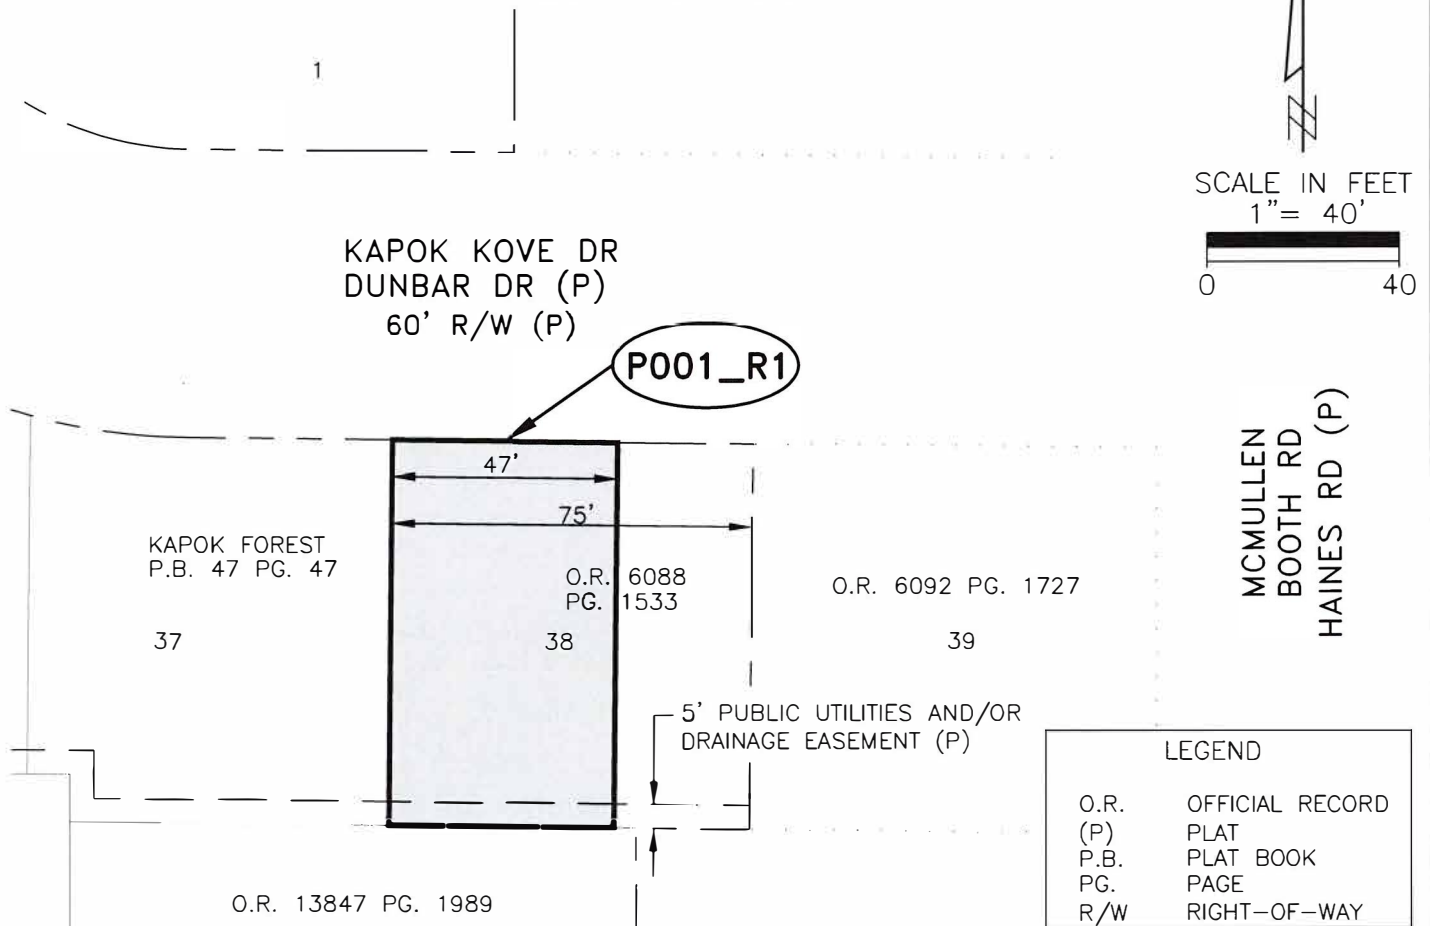 1
N
SCALE IN FEET
1"= 40'
0 40
KAPOK KOVE DR
DUNBAR DR (P)
60' R/W (P)
P001_R1
MCMULLEN
BOOTH RD
HAINES RD (P)
47'
75'
KAPOK FOREST
P.B. 47 PG. 47
O.R. 6088
PG. 1533
O.R. 6092 PG. 1727
37
38
39
5' PUBLIC UTILITIES AND/OR
DRAINAGE EASEMENT (P)
LEGEND
O.R. OFFICIAL RECORD
(P) PLAT
P.B. PLAT BOOK
PG. PAGE
R/W RIGHT-OF-WAY
O.R. 13847 PG. 1989